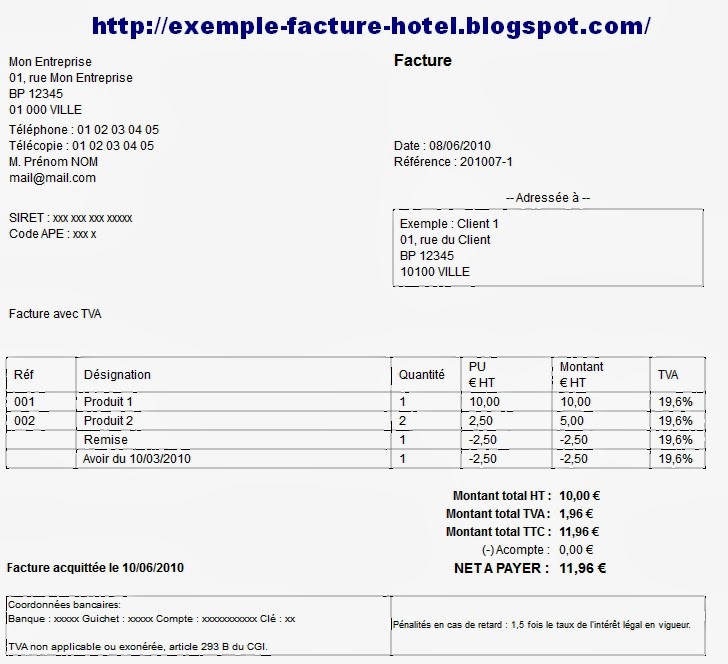 http://exemple-facture-hotel.blogspot.com/
Mon Entreprise
01, rue Mon Entreprise
BP 12345
01 000 VILLE
Téléphone : 01 02 03 04 05
Télécopie : 01 02 03 04 05
M. Prénom NOM
mail@mail.com
SIRET : xxx xxx xxx xxxxx
Code APE : xxx x
Facture
Date : 08/06/2010
Référence : 201007-1
-- Adressée à --
Exemple : Client 1
01, rue du Client
BP 12345
10100 VILLE
Facture avec TVA
Réf Désignation Quantité PU € HT Montant € HT TVA
001 Produit 1 1 10,00 10,00 19,6%
002 Produit 2 2 2,50 5,00 19,6%
Remise 1 -2,50 -2,50 19,6%
Avoir du 10/03/2010 1 -2,50 -2,50 19,6%
Montant total HT : 10,00 €
Montant total TVA : 1,96 €
Montant total TTC : 11,96 €
(-) Acompte : 0,00 €
NET A PAYER : 11,96 €
Facture acquittée le 10/06/2010
Coordonnées bancaires:
Banque : xxxxx Guichet : xxxxx Compte : xxxxxxxxxxx Clé : xx
TVA non applicable ou exonérée, article 293 B du CGI.
Pénalités en cas de retard : 1,5 fois le taux de l'intérêt légal en vigueur.